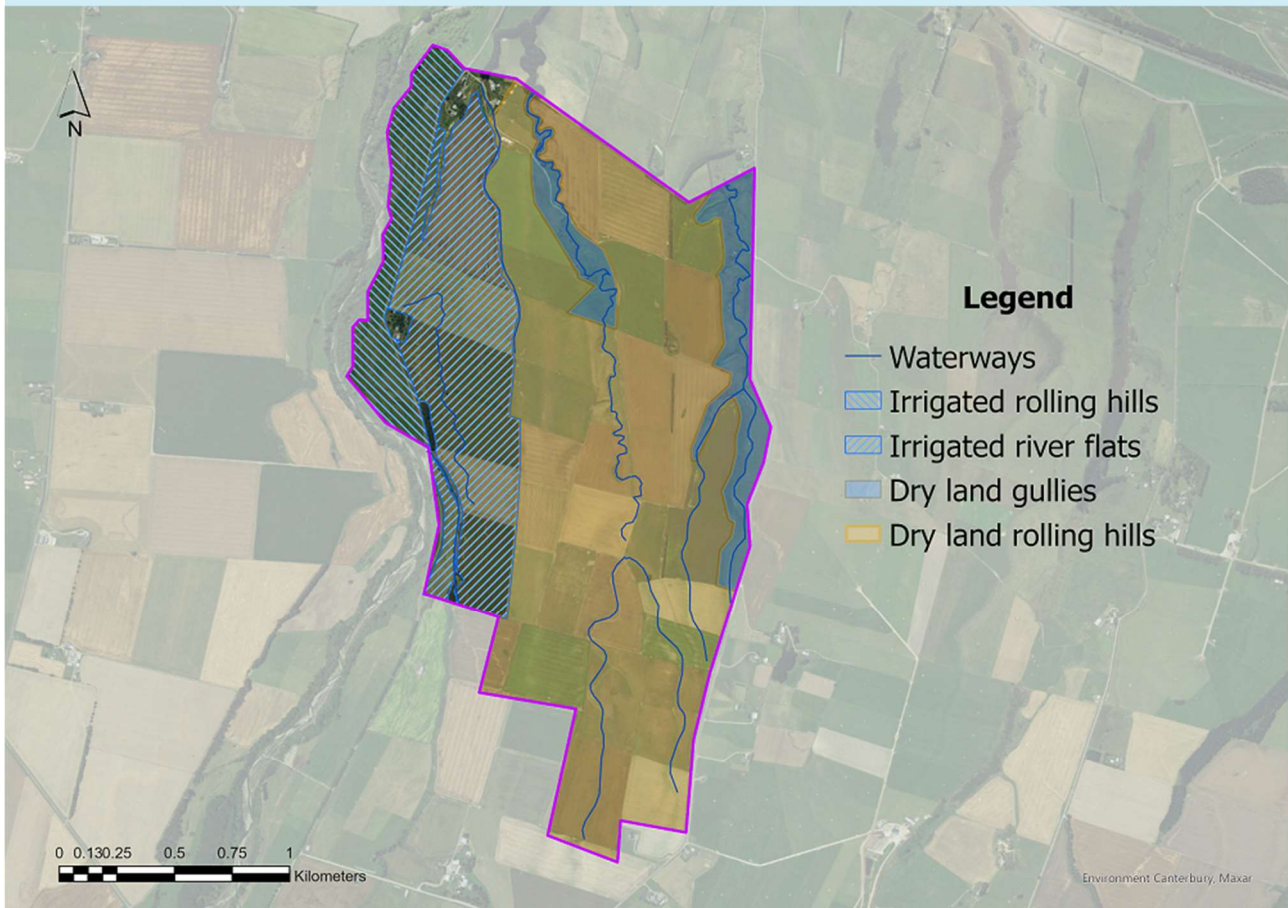 N
Legend
Waterways
Irrigated rolling hills
Irrigated river flats
Dry land gullies
Dry land rolling hills
0 0.130.25 0.5 0.75 1
Kilometers
Environment Canterbury, Maxar